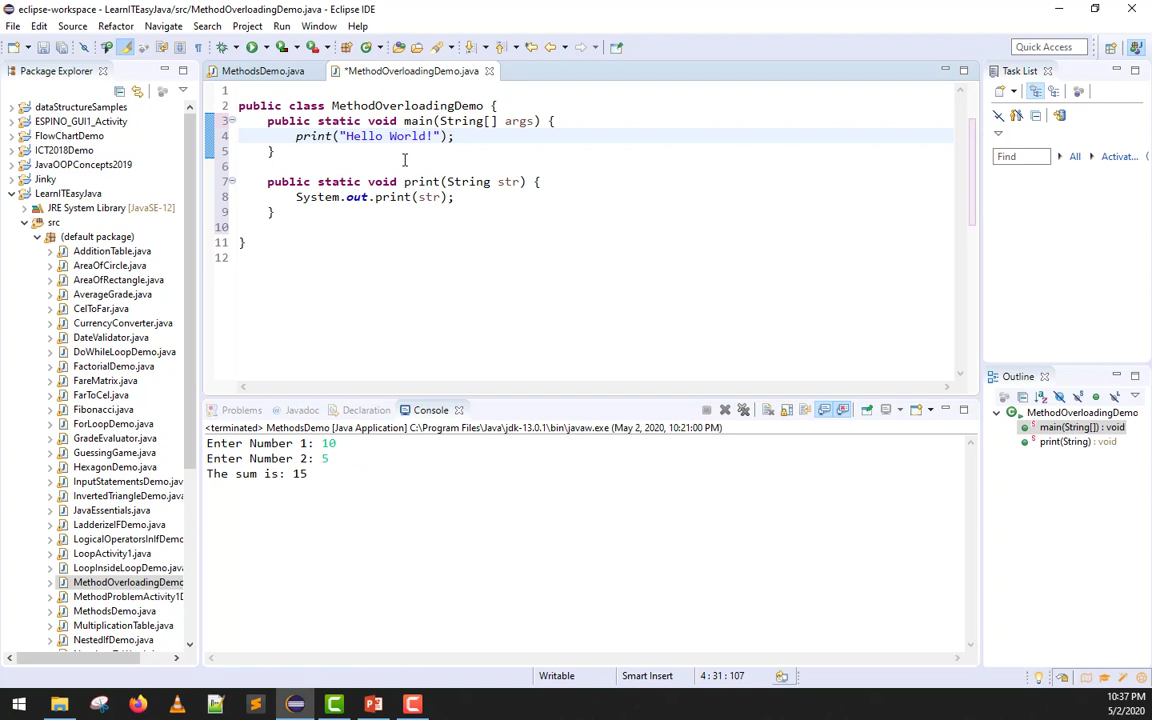 eclipse-workspace - LearnITEasyJava/src/MethodOverloadingDemo.java - Eclipse IDE
File Edit Source Refactor Navigate Search Project Run Window Help
Quick Access
Package Explorer
MethodsDemo.java
*MethodOverloadingDemo.java
Task List
dataStructureSamples
ESPINO_GUI1_Activity
FlowChartDemo
ICT2018Demo
JavaOOPConcepts2019
Jinky
LearnITEasyJava
JRE System Library [JavaSE-12]
src
(default package)
AdditionTable.java
AreaOfCircle.java
AreaOfRectangle.java
AverageGrade.java
CelToFar.java
CurrencyConverter.java
DateValidator.java
DoWhileLoopDemo.java
FactorialDemo.java
FareMatrix.java
FarToCel.java
Fibonacci.java
ForLoopDemo.java
GradeEvaluator.java
GuessingGame.java
HexagonDemo.java
InputStatementsDemo.java
InvertedTriangleDemo.java
JavaEssentials.java
LadderizeIFDemo.java
LogicalOperatorsInIfDemo
LoopActivity1.java
LoopInsideLoopDemo.java
MethodOverloadingDemo
MethodProblemActivity1D
MethodsDemo.java
MultiplicationTable.java
NestedIfDemo.java
1
2 public class MethodOverloadingDemo {
3 public static void main(String[] args) {
4 print("Hello World!");
5 }
6
7 public static void print(String str) {
8 System.out.print(str);
9 }
10
11 }
12
Find All Activat...
Outline
MethodOverloadingDemo
main(String[]) : void
print(String) : void
Problems Javadoc Declaration Console
<terminated> MethodsDemo [Java Application] C:\Program Files\Java\jdk-13.0.1\bin\javaw.exe (May 2, 2020, 10:21:00 PM)
Enter Number 1: 10
Enter Number 2: 5
The sum is: 15
Writable Smart Insert 4 : 31 : 107
10:37 PM
5/2/2020